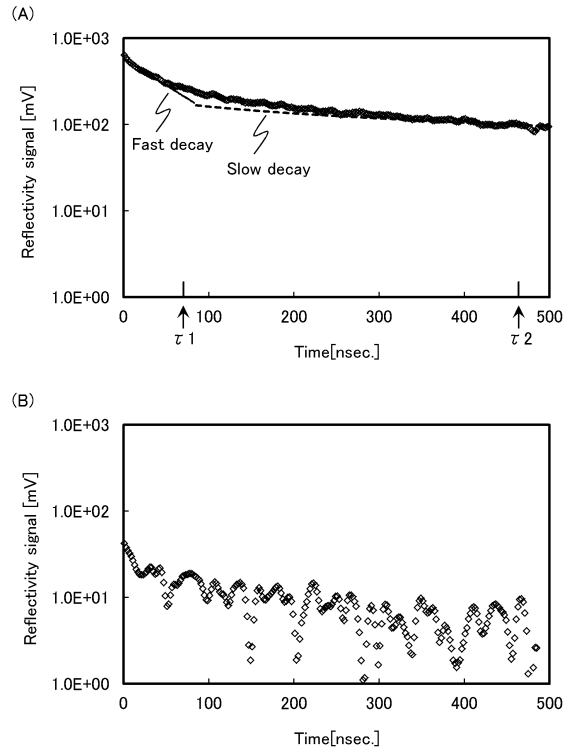 (A)
1.0E+03
1.0E+02
1.0E+01
1.0E+00
Reflectivity signal [mV]
Fast decay
Slow decay
0 100 200 300 400 500
τ1 Time[nsec.] τ2
(B)
1.0E+03
1.0E+02
1.0E+01
1.0E+00
Reflectivity signal [mV]
0 100 200 300 400 500
Time[nsec.]